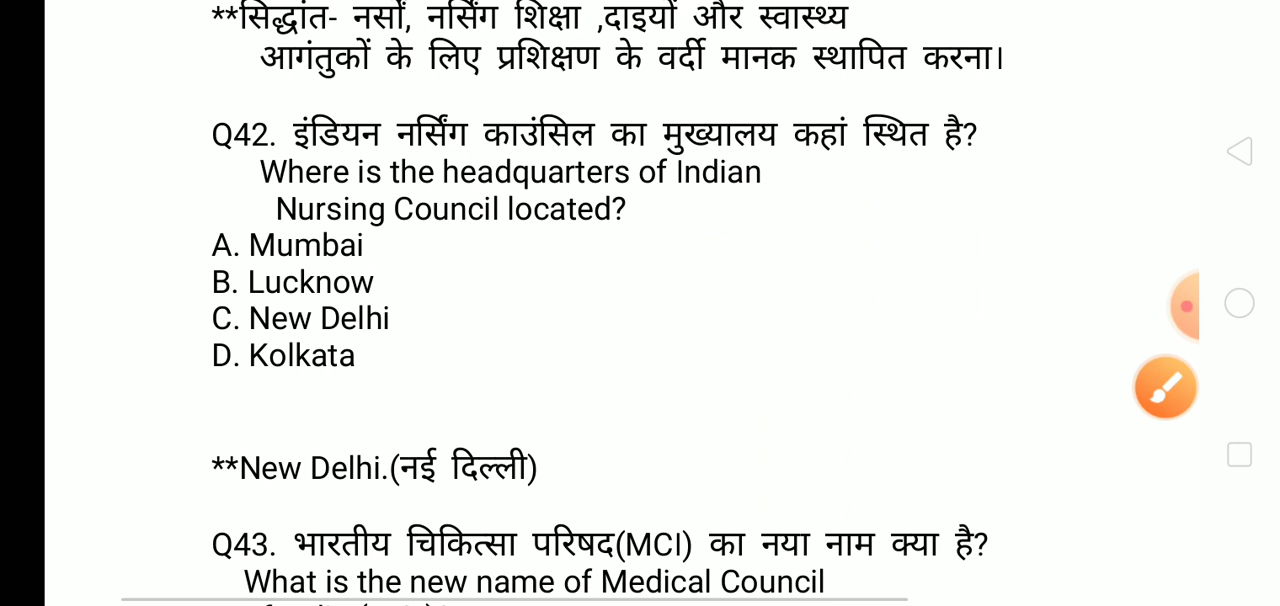 **सिद्धांत- नर्सो, नर्सिंग शिक्षा ,दाइयों और स्वास्थ्य
आगंतुकों के लिए प्रशिक्षण के वर्दी मानक स्थापित करना।
Q42. इंडियन नर्सिंग काउंसिल का मुख्यालय कहां स्थित है?
Where is the headquarters of Indian
Nursing Council located?
A. Mumbai
B. Lucknow
C. New Delhi
D. Kolkata
**New Delhi.(नई दिल्ली)
Q43. भारतीय चिकित्सा परिषद(MCI) का नया नाम क्या है?
What is the new name of Medical Council